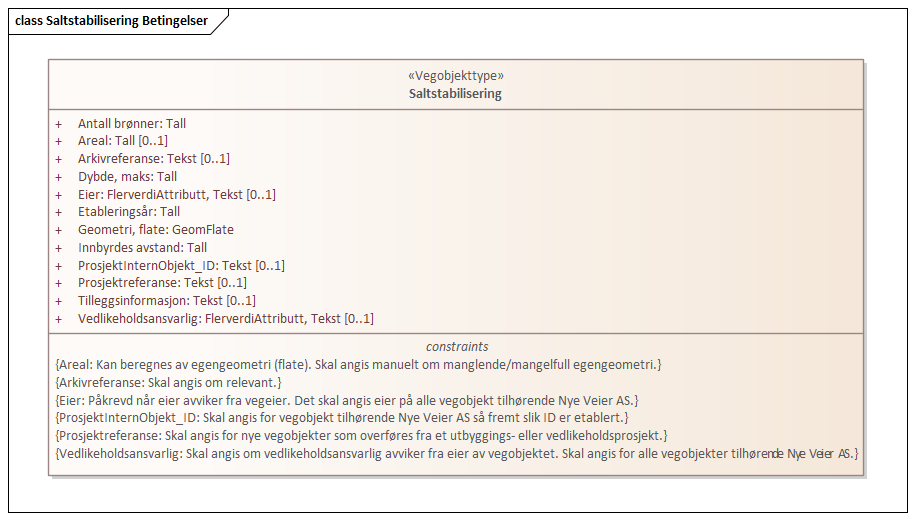 class Saltstabilisering Betingelser
«Vegobjekttype»
Saltstabilisering
+ Antall brønner: Tall
+ Areal: Tall [0..1]
+ Arkivreferanse: Tekst [0..1]
+ Dybde, maks: Tall
+ Eier: FlerverdiAttributt, Tekst [0..1]
+ Etableringsår: Tall
+ Geometri, flate: GeomFlate
+ Innbyrdes avstand: Tall
+ ProsjektInternObjekt_ID: Tekst [0..1]
+ Prosjektreferanse: Tekst [0..1]
+ Tilleggsinformasjon: Tekst [0..1]
+ Vedlikeholdsansvarlig: FlerverdiAttributt, Tekst [0..1]
constraints
{Areal: Kan beregnes av egengeometri (flate). Skal angis manuelt om manglende/mangelfull egengeometri.}
{Arkivreferanse: Skal angis om relevant.}
{Eier: Påkrevd når eier avviker fra vegeier. Det skal angis eier på alle vegobjekt tilhørende Nye Veier AS.}
{ProsjektInternObjekt_ID: Skal angis for vegobjekt tilhørende Nye Veier AS så fremt slik ID er etablert.}
{Prosjektreferanse: Skal angis for nye vegobjekter som overføres fra et utbyggings- eller vedlikeholdsprosjekt.}
{Vedlikeholdsansvarlig: Skal angis om vedlikeholdsansvarlig avviker fra eier av vegobjektet. Skal angis for alle vegobjekter tilhørende Nye Veier AS.}